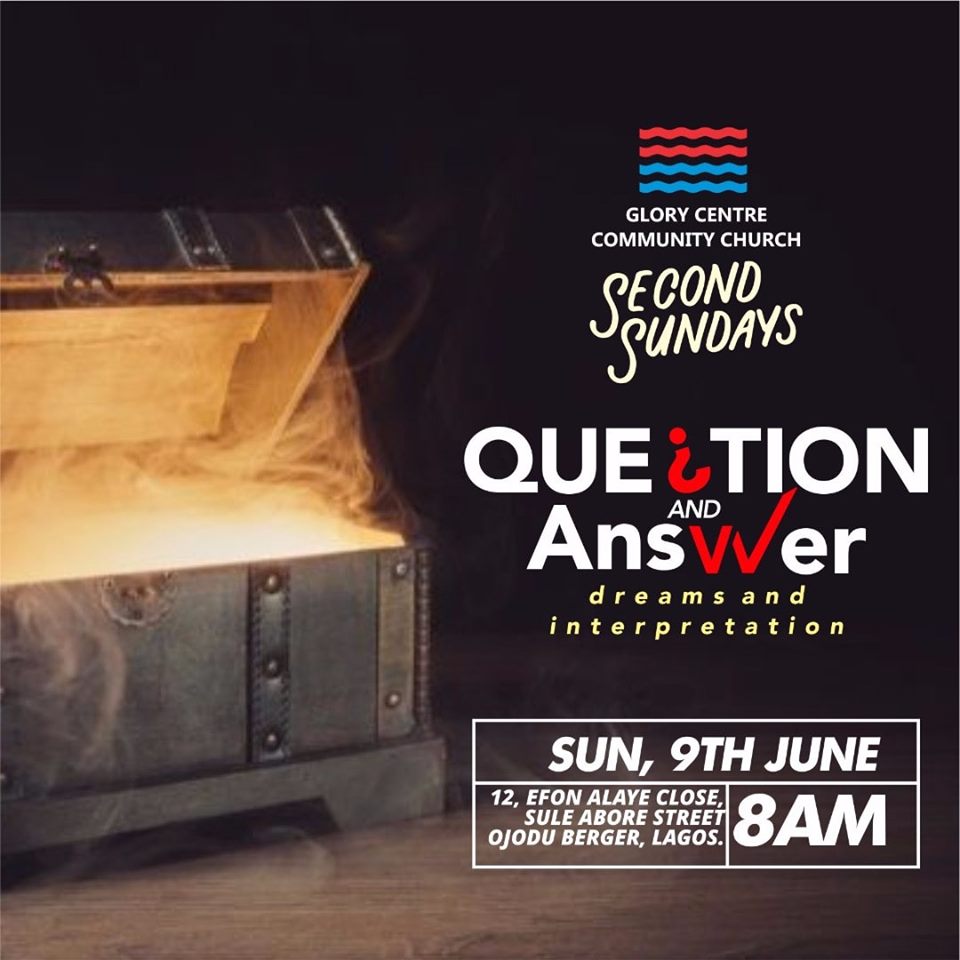 GLORY CENTRE
COMMUNITY CHURCH
SECOND
SUNDAYS
QUE¿TION
AND
Answer
dreams and
interpretation
SUN, 9TH JUNE
12, EFON ALAYE CLOSE,
SULE ABORE STREET
OJODU BERGER, LAGOS.
8AM